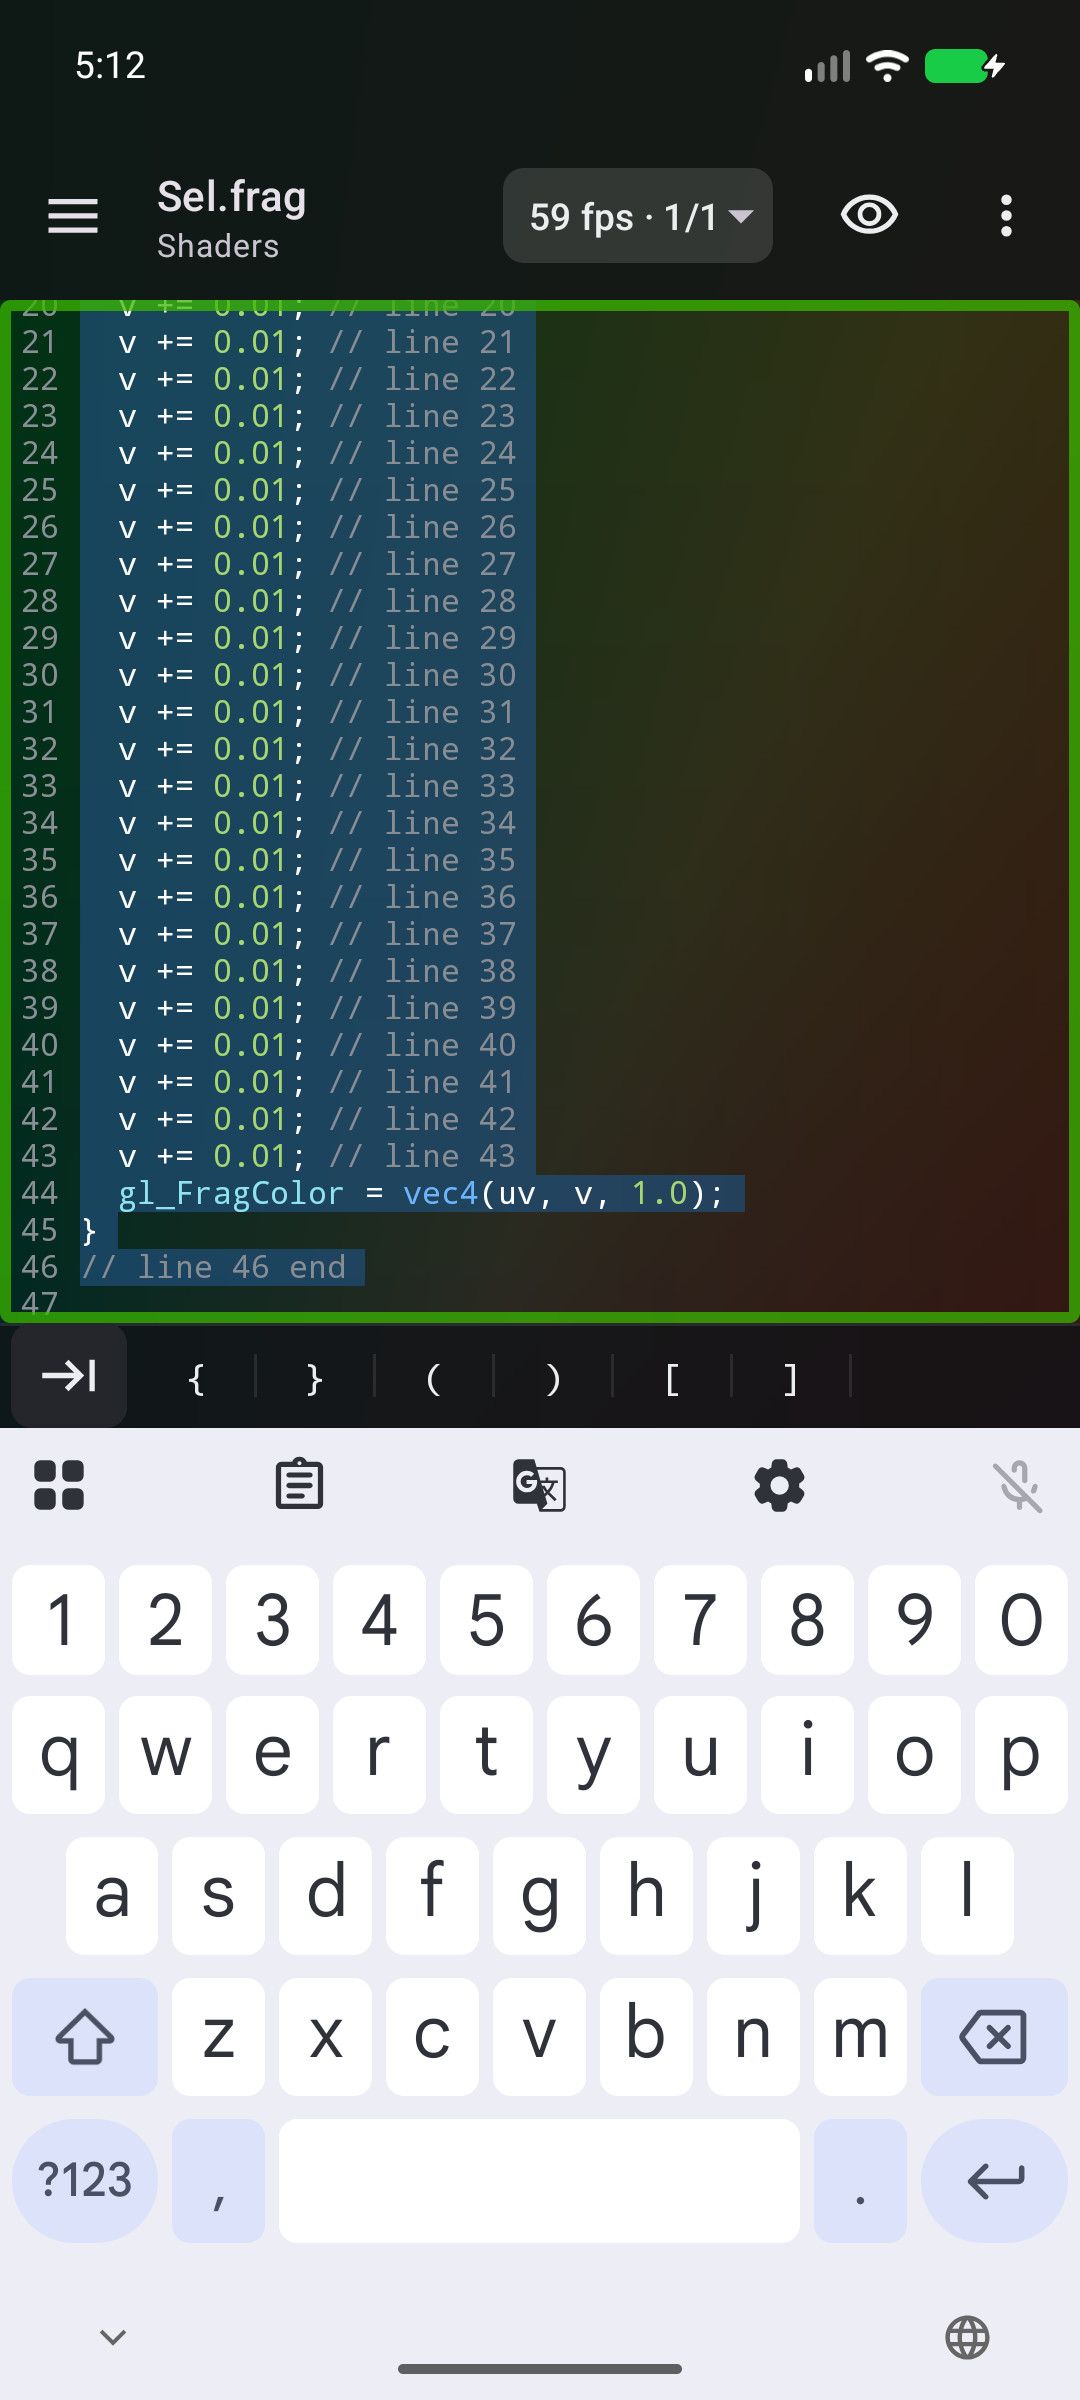 5:12
Sel.frag
Shaders
59 fps · 1/1
20 v += 0.01; // line 20
21 v += 0.01; // line 21
22 v += 0.01; // line 22
23 v += 0.01; // line 23
24 v += 0.01; // line 24
25 v += 0.01; // line 25
26 v += 0.01; // line 26
27 v += 0.01; // line 27
28 v += 0.01; // line 28
29 v += 0.01; // line 29
30 v += 0.01; // line 30
31 v += 0.01; // line 31
32 v += 0.01; // line 32
33 v += 0.01; // line 33
34 v += 0.01; // line 34
35 v += 0.01; // line 35
36 v += 0.01; // line 36
37 v += 0.01; // line 37
38 v += 0.01; // line 38
39 v += 0.01; // line 39
40 v += 0.01; // line 40
41 v += 0.01; // line 41
42 v += 0.01; // line 42
43 v += 0.01; // line 43
44 gl_FragColor = vec4(uv, v, 1.0);
45 }
46 // line 46 end
47
{ } ( ) [ ]
G 文
1 2 3 4 5 6 7 8 9 0
q w e r t y u i o p
a s d f g h j k l
z x c v b n m
?123 , .